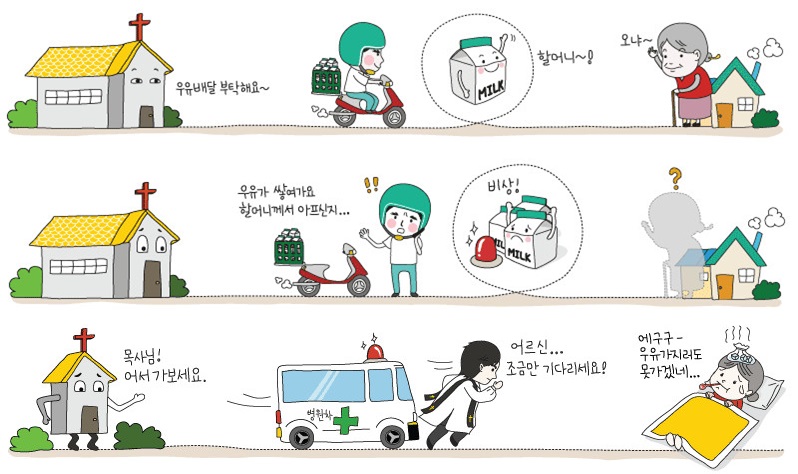 우유배달 부탁해요~
MILK
할머니~!
오냐~
우유가 쌓여가요
할머니께서 아프신지...
!!
비상!
MILK
?
목사님!
어서 가보세요.
병원차
어르신...
조금만 기다리세요!
에구구-
우유가지러도
못가겠네...